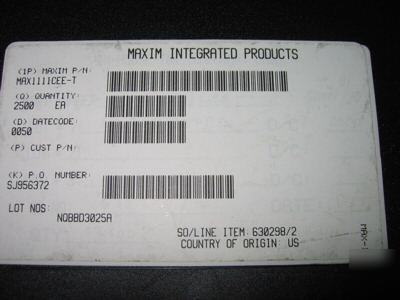 MAXIM INTEGRATED PRODUCTS
(1P) MAXIM P/N:
MAX1111CEE-T
(Q) QUANTITY:
2500 EA
(D) DATECODE:
0050
(P) CUST P/N:
(K) P.O. NUMBER:
SJ956372
LOT NOS:
NQBBD3025A
SO/LINE ITEM: 630298/2
COUNTRY OF ORIGIN: US